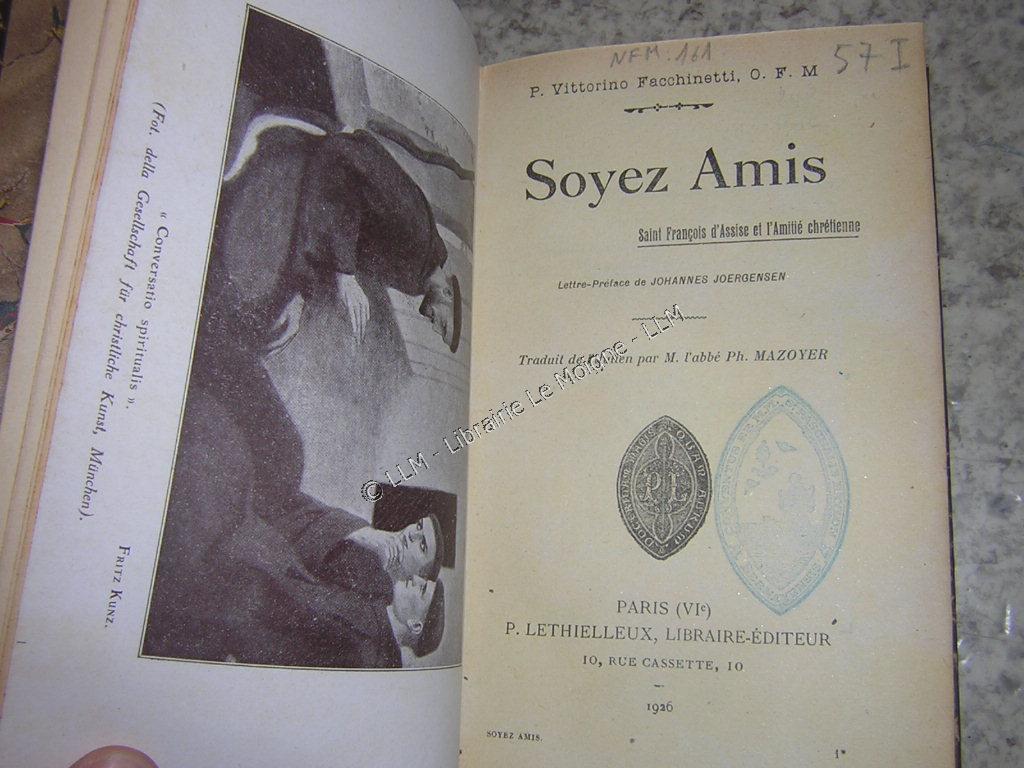 « Conversatio spiritualis ».
(Fot. della Gesellschaft für christliche Kunst, München).
FRITZ KUNZ.
NFM. 161
57 I
P. Vittorino Facchinetti, O. F. M
Soyez Amis
Saint François d'Assise et l'Amitié chrétienne
Lettre-Préface de JOHANNES JOERGENSEN
Traduit de l'italien par M. l'abbé Ph. MAZOYER
PL
PARIS (VIe)
P. LETHIELLEUX, LIBRAIRE-ÉDITEUR
10, RUE CASSETTE, 10
1926
SOYEZ AMIS.
1*
© LLM - Librairie Le Moigne - LLM